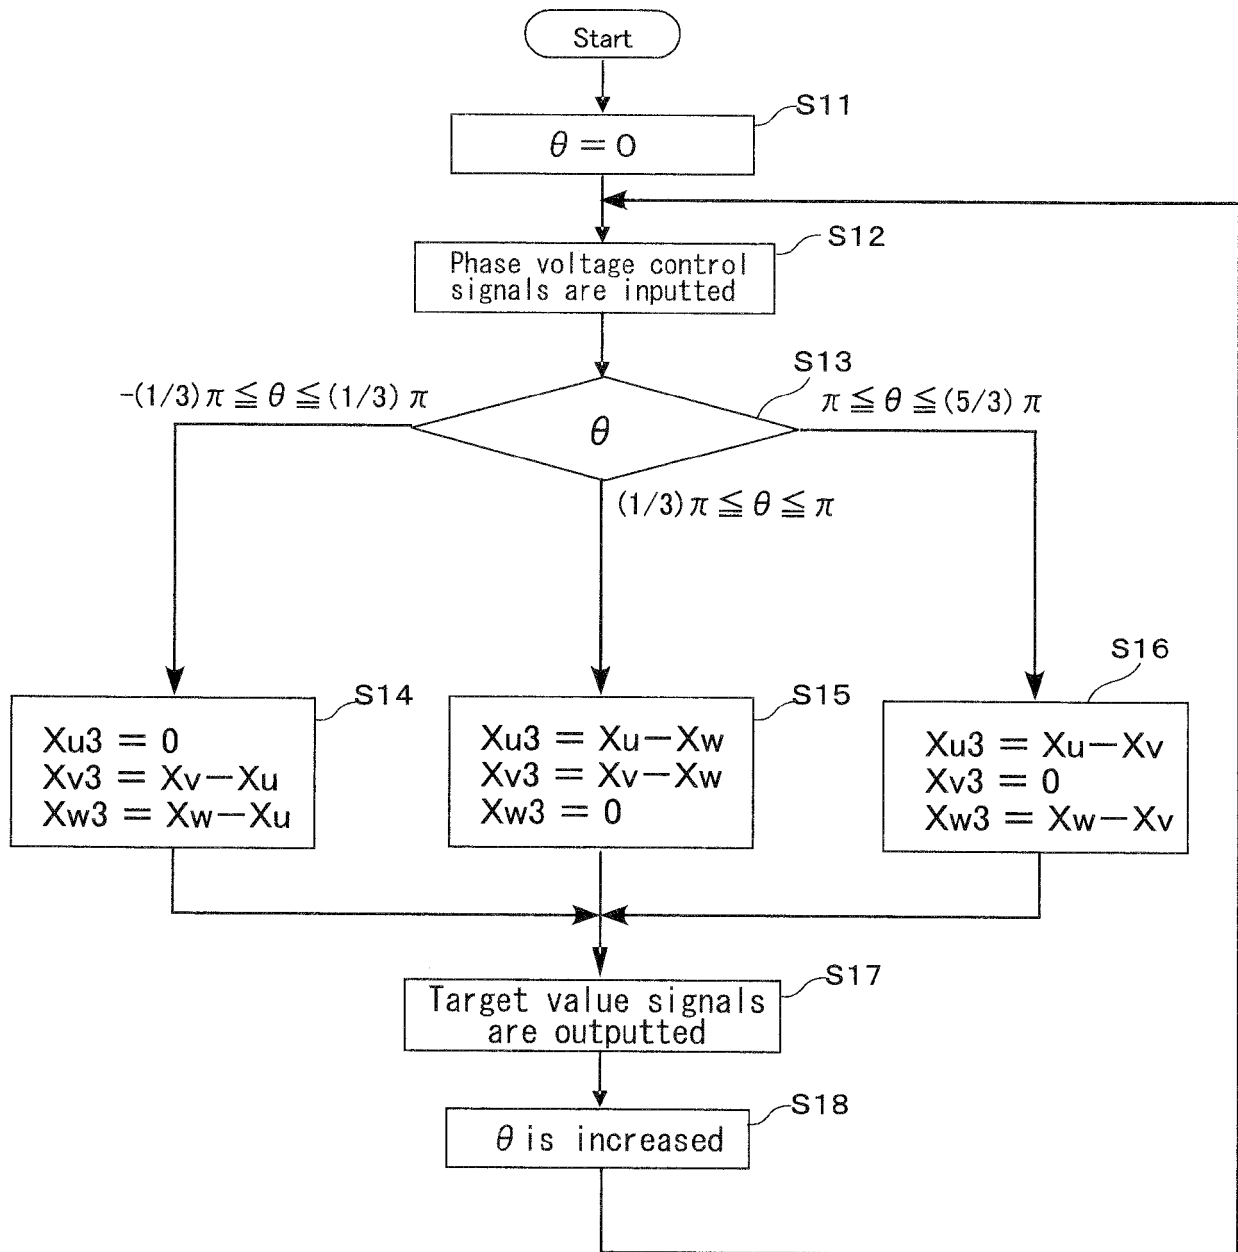 Start
S11
θ = 0
S12
Phase voltage control
signals are inputted
S13
-(1/3)π ≦ θ ≦ (1/3)π
π ≦ θ ≦ (5/3)π
θ
(1/3)π ≦ θ ≦ π
S14
Xu3 = 0
Xv3 = Xv−Xu
Xw3 = Xw−Xu
S15
Xu3 = Xu−Xw
Xv3 = Xv−Xw
Xw3 = 0
S16
Xu3 = Xu−Xv
Xv3 = 0
Xw3 = Xw−Xv
S17
Target value signals
are outputted
S18
θ is increased